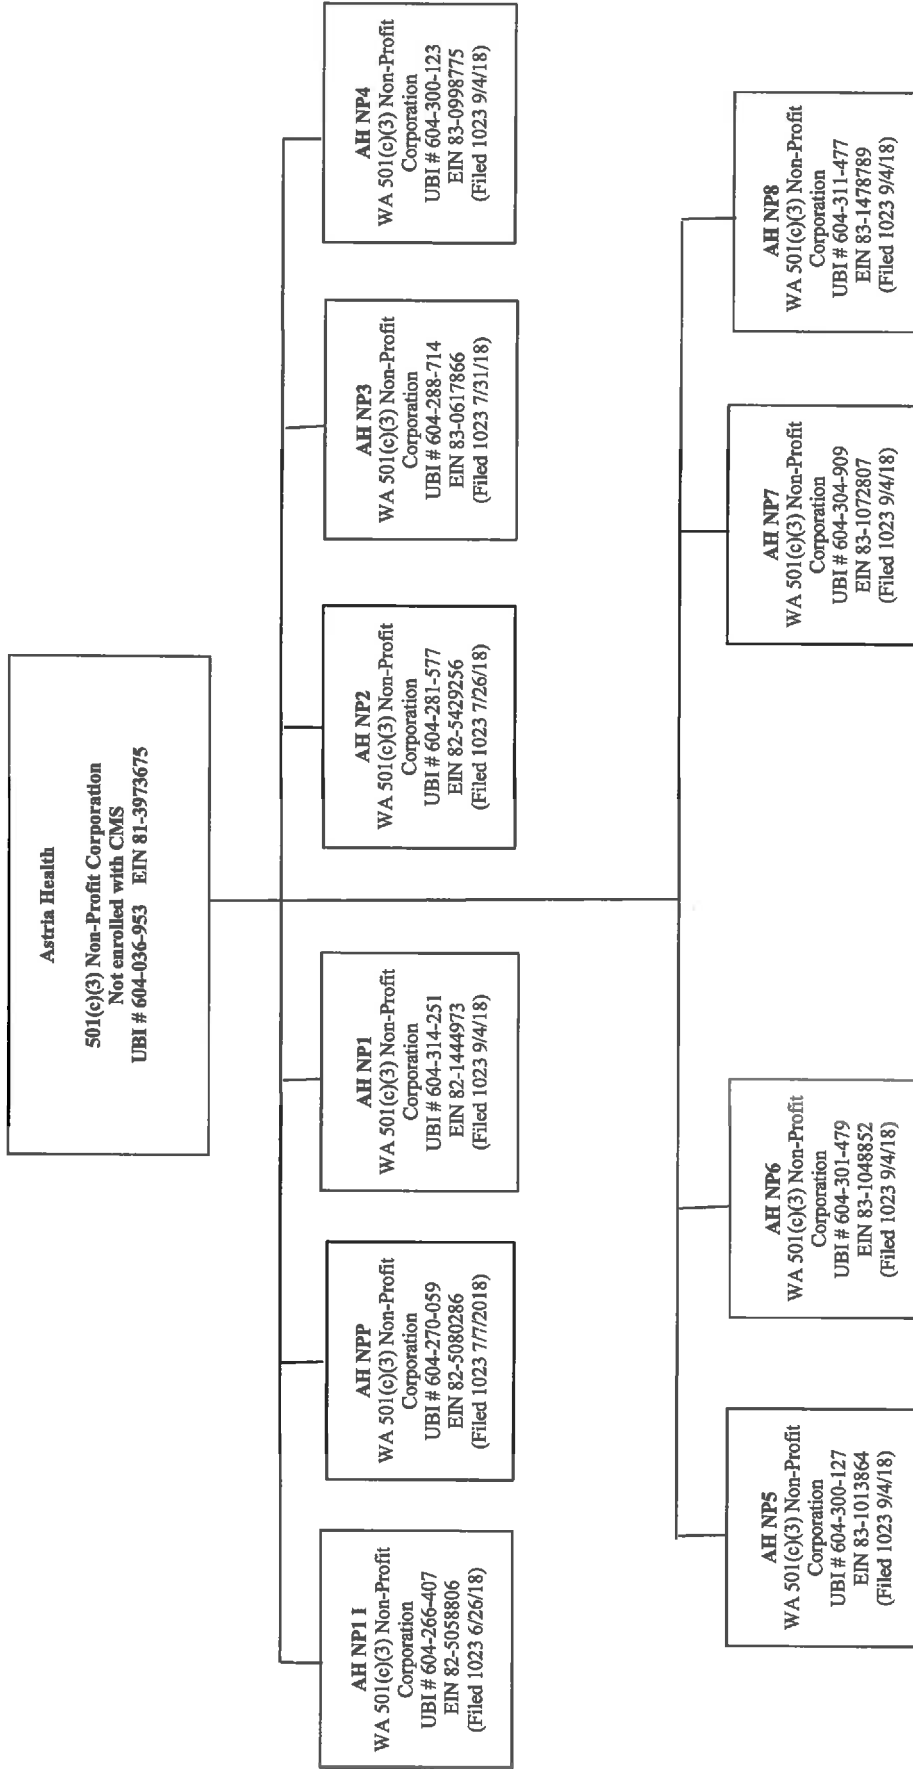 Astria Health
501(c)(3) Non-Profit Corporation
Not enrolled with CMS
UBI # 604-036-953 EIN 81-3973675
AH NP11
WA 501(c)(3) Non-Profit
Corporation
UBI # 604-266-407
EIN 82-5058806
(Filed 1023 6/26/18)
AH NPP
WA 501(c)(3) Non-Profit
Corporation
UBI # 604-270-059
EIN 82-5080286
(Filed 1023 7/7/2018)
AH NP1
WA 501(c)(3) Non-Profit
Corporation
UBI # 604-314-251
EIN 82-1444973
(Filed 1023 9/4/18)
AH NP2
WA 501(c)(3) Non-Profit
Corporation
UBI # 604-281-577
EIN 82-5429256
(Filed 1023 7/26/18)
AH NP3
WA 501(c)(3) Non-Profit
Corporation
UBI # 604-288-714
EIN 83-0617866
(Filed 1023 7/31/18)
AH NP4
WA 501(c)(3) Non-Profit
Corporation
UBI # 604-300-123
EIN 83-0998775
(Filed 1023 9/4/18)
AH NP5
WA 501(c)(3) Non-Profit
Corporation
UBI # 604-300-127
EIN 83-1013864
(Filed 1023 9/4/18)
AH NP6
WA 501(c)(3) Non-Profit
Corporation
UBI # 604-301-479
EIN 83-1048852
(Filed 1023 9/4/18)
AH NP7
WA 501(c)(3) Non-Profit
Corporation
UBI # 604-304-909
EIN 83-1072807
(Filed 1023 9/4/18)
AH NP8
WA 501(c)(3) Non-Profit
Corporation
UBI # 604-311-477
EIN 83-1478789
(Filed 1023 9/4/18)